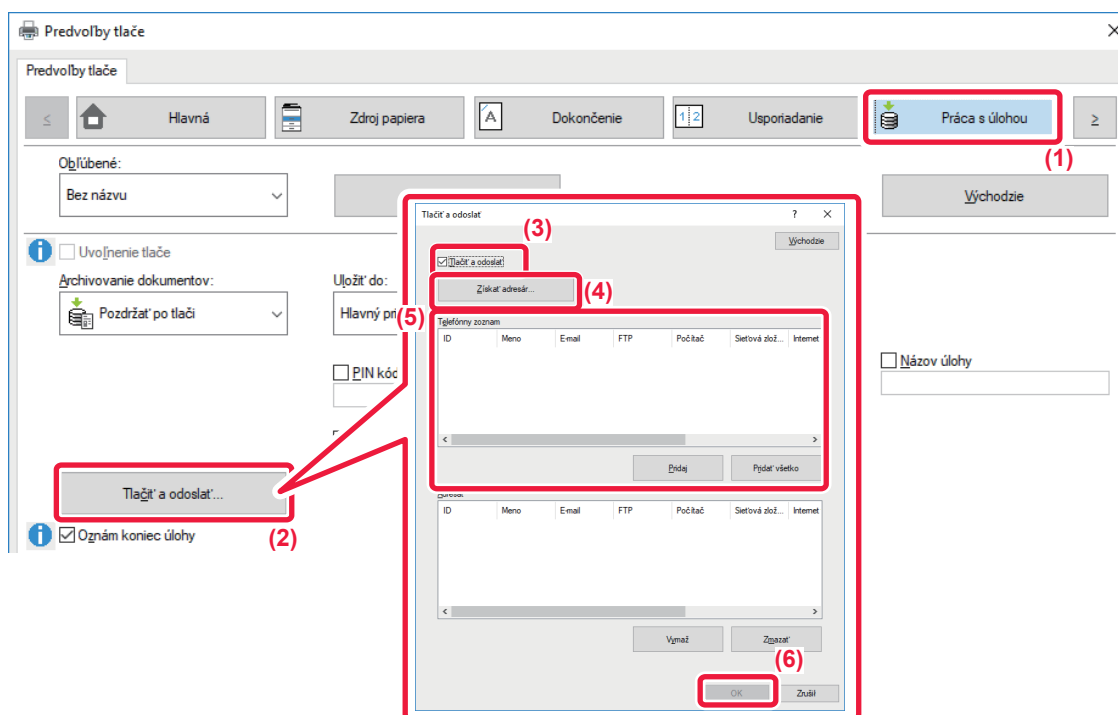 Predvoľby tlače
Predvoľby tlače
Hlavná
Zdroj papiera
Dokončenie
Usporiadanie
Práca s úlohou
(1)
Obľúbené:
Bez názvu
Východzie
Tlačiť a odoslať
(3)
Východzie
Uvoľnenie tlače
Tlačiť a odoslať
Archivovanie dokumentov:
Uložiť do:
Získať adresár...
(4)
Pozdržať po tlači
Hlavný
(5)
Telefónny zoznam
ID Meno E-mail FTP Počítač Sieťová zlož... Internet
PIN kód
Názov úlohy
Pridaj
Pridať všetko
Tlačiť a odoslať...
Adresát
ID Meno E-mail FTP Počítač Sieťová zlož... Internet
Oznám koniec úlohy
(2)
Vymaž
Zmazať
(6)
OK
Zrušiť